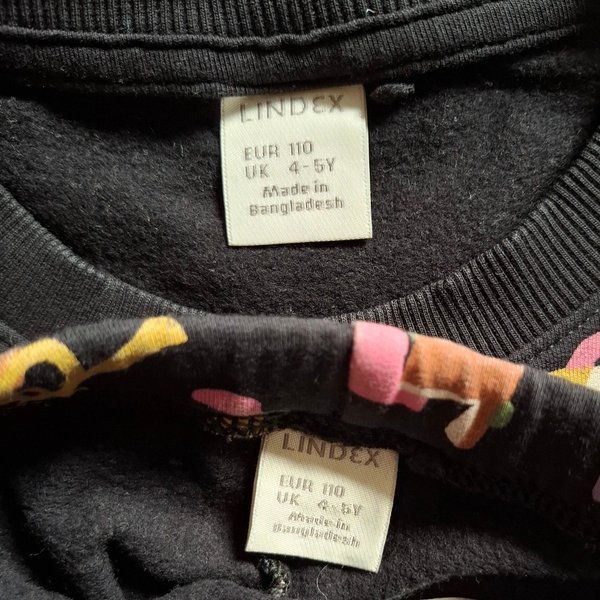 LINDEX
EUR 110
UK 4-5Y
Made in
Bangladesh
LINDEX
EUR 110
UK 4-5Y
Made in
Bangladesh